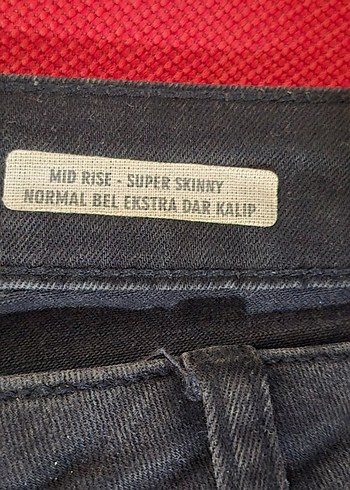 MID RISE - SUPER SKINNY
NORMAL BEL EKSTRA DAR KALIP